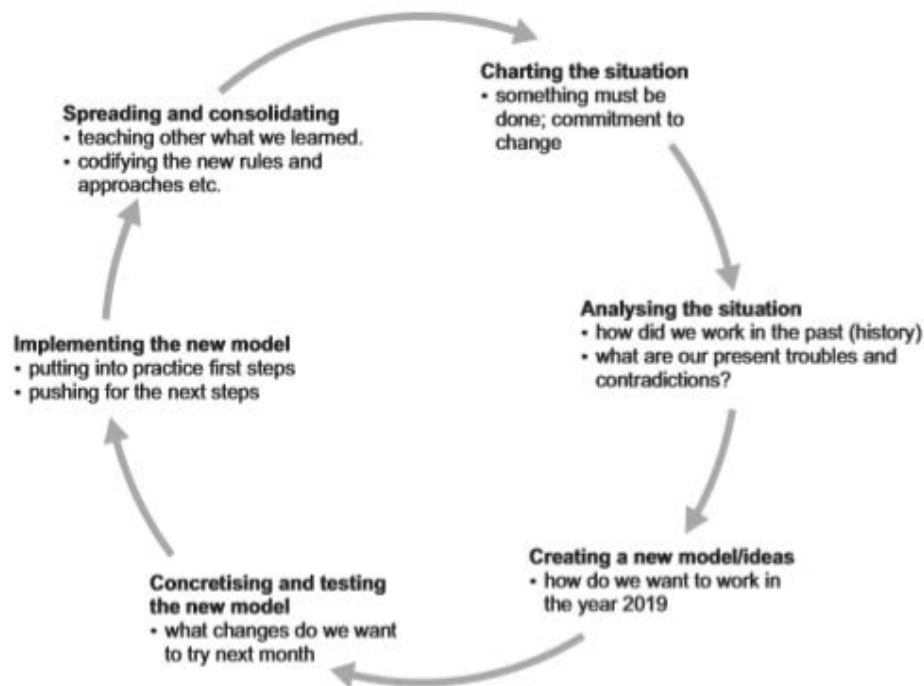 Charting the situation
• something must be
done; commitment to
change
Analysing the situation
• how did we work in the past (history)
• what are our present troubles and
contradictions?
Creating a new model/ideas
• how do we want to work in
the year 2019
Concretising and testing
the new model
• what changes do we want
to try next month
Implementing the new model
• putting into practice first steps
• pushing for the next steps
Spreading and consolidating
• teaching other what we learned.
• codifying the new rules and
approaches etc.